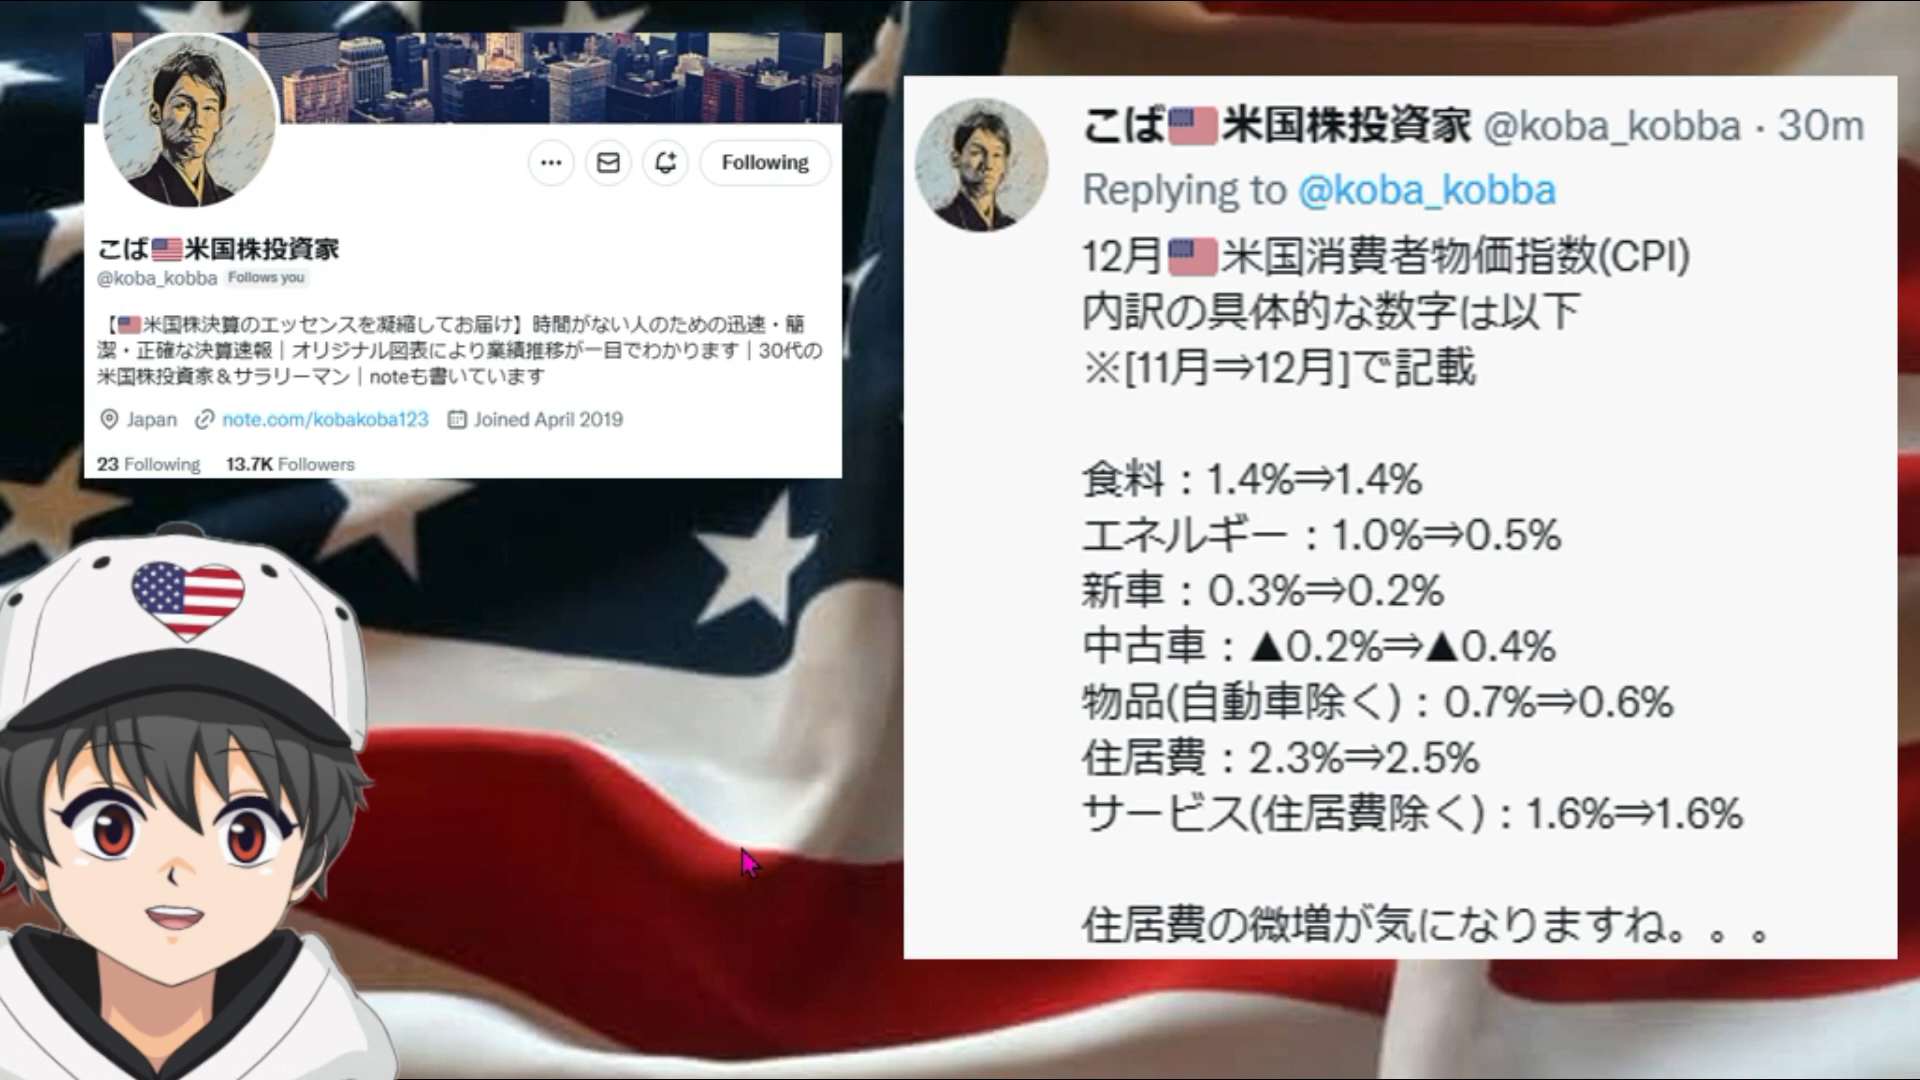 Following
こば🇺🇸米国株投資家
@koba_kobba Follows you
【🇺🇸米国株決算のエッセンスを凝縮してお届け】時間がない人のための迅速・簡
潔・正確な決算速報｜オリジナル図表により業績推移が一目でわかります｜30代の
米国株投資家＆サラリーマン｜noteも書いています
Japan note.com/kobakoba123 Joined April 2019
23 Following 13.7K Followers
こば🇺🇸米国株投資家 @koba_kobba · 30m
Replying to @koba_kobba
12月🇺🇸米国消費者物価指数(CPI)
内訳の具体的な数字は以下
※[11月⇒12月]で記載
食料：1.4%⇒1.4%
エネルギー：1.0%⇒0.5%
新車：0.3%⇒0.2%
中古車：▲0.2%⇒▲0.4%
物品(自動車除く)：0.7%⇒0.6%
住居費：2.3%⇒2.5%
サービス(住居費除く)：1.6%⇒1.6%
住居費の微増が気になりますね。。。